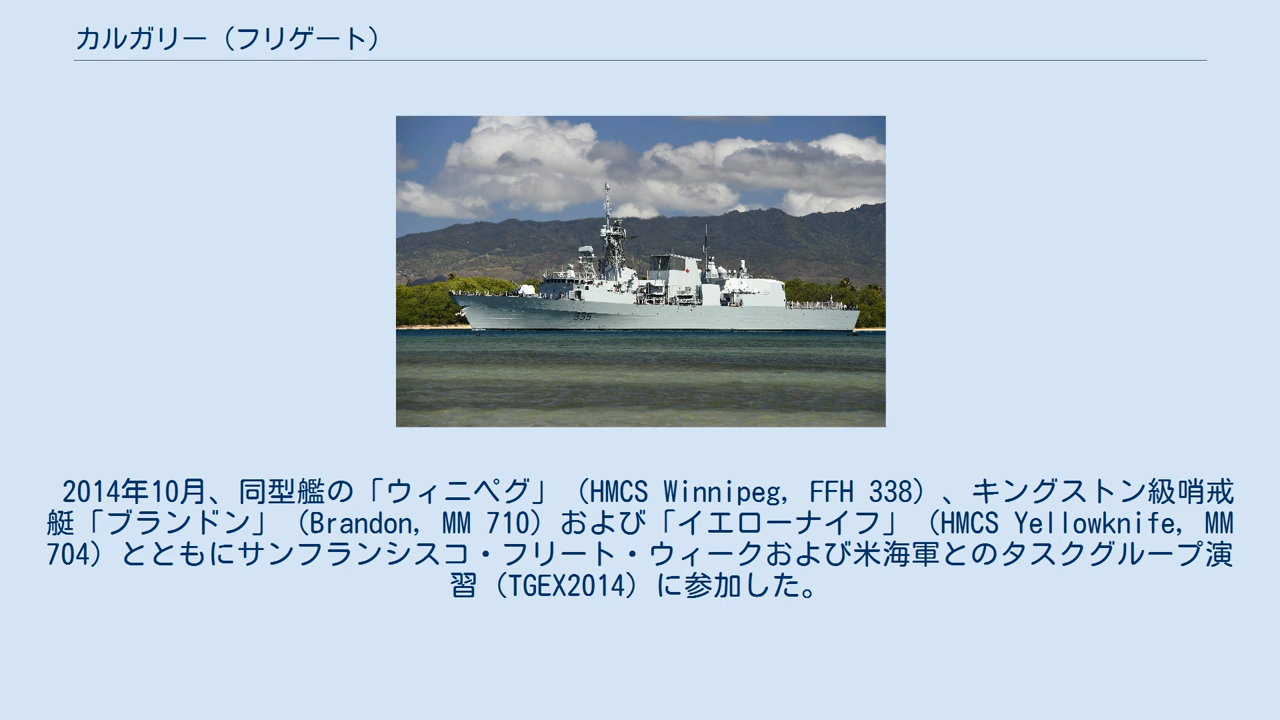 カルガリー（フリゲート）
335
2014年10月、同型艦の「ウィニペグ」（HMCS Winnipeg, FFH 338）、キングストン級哨戒
艇「ブランドン」（Brandon, MM 710）および「イエローナイフ」（HMCS Yellowknife, MM
704）とともにサンフランシスコ・フリート・ウィークおよび米海軍とのタスクグループ演
習（TGEX2014）に参加した。